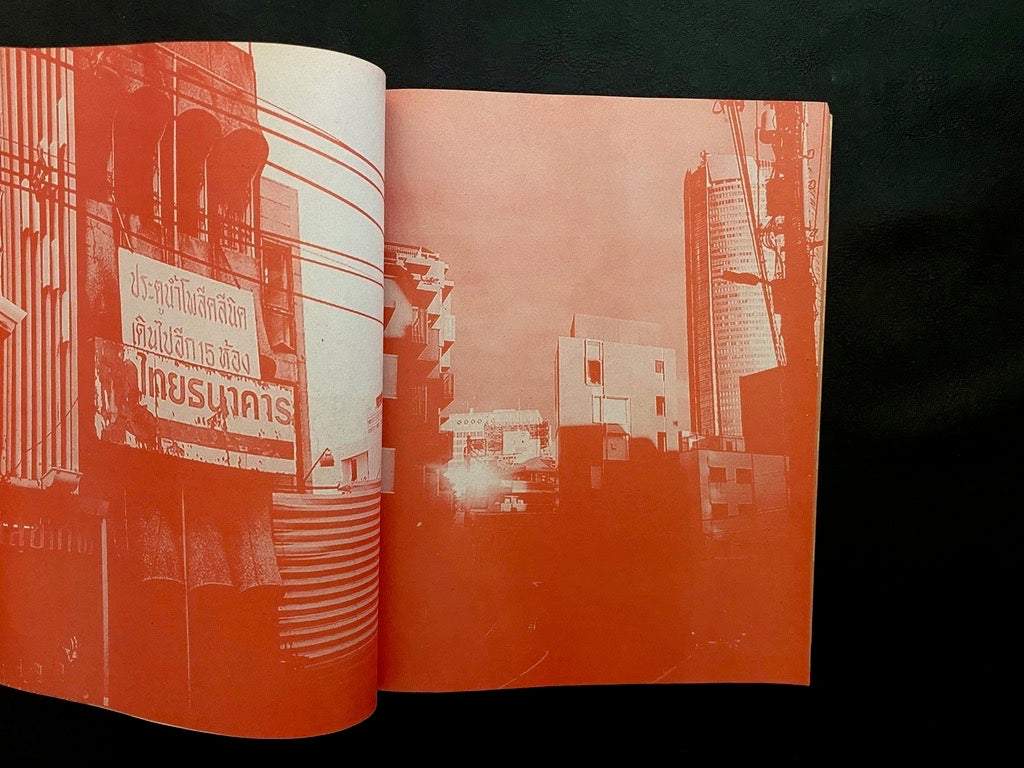 ประตูน้ำโพลีคลีนิค
เดินไปอีก 15 ห้อง
ไทยธนาคาร